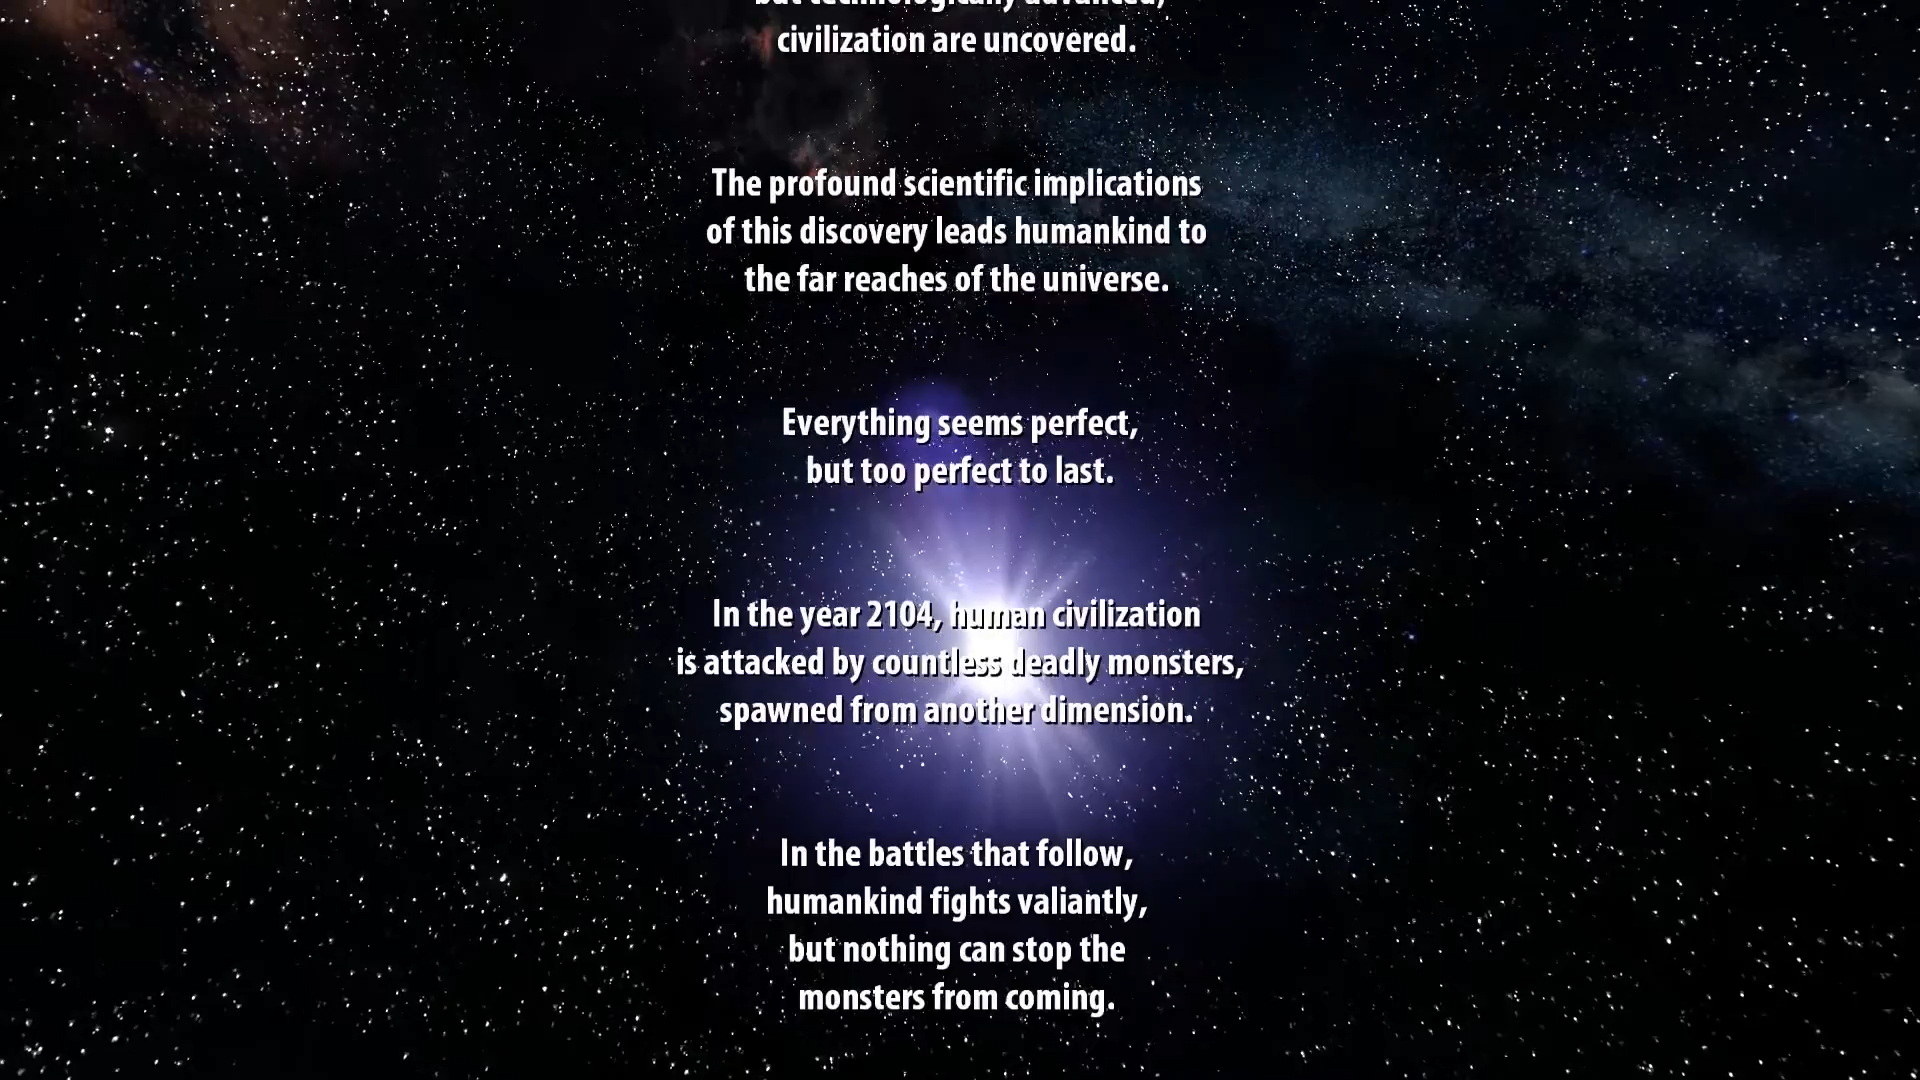 but technologically advanced,
civilization are uncovered.
The profound scientific implications
of this discovery leads humankind to
the far reaches of the universe.
Everything seems perfect,
but too perfect to last.
In the year 2104, human civilization
is attacked by countless deadly monsters,
spawned from another dimension.
In the battles that follow,
humankind fights valiantly,
but nothing can stop the
monsters from coming.